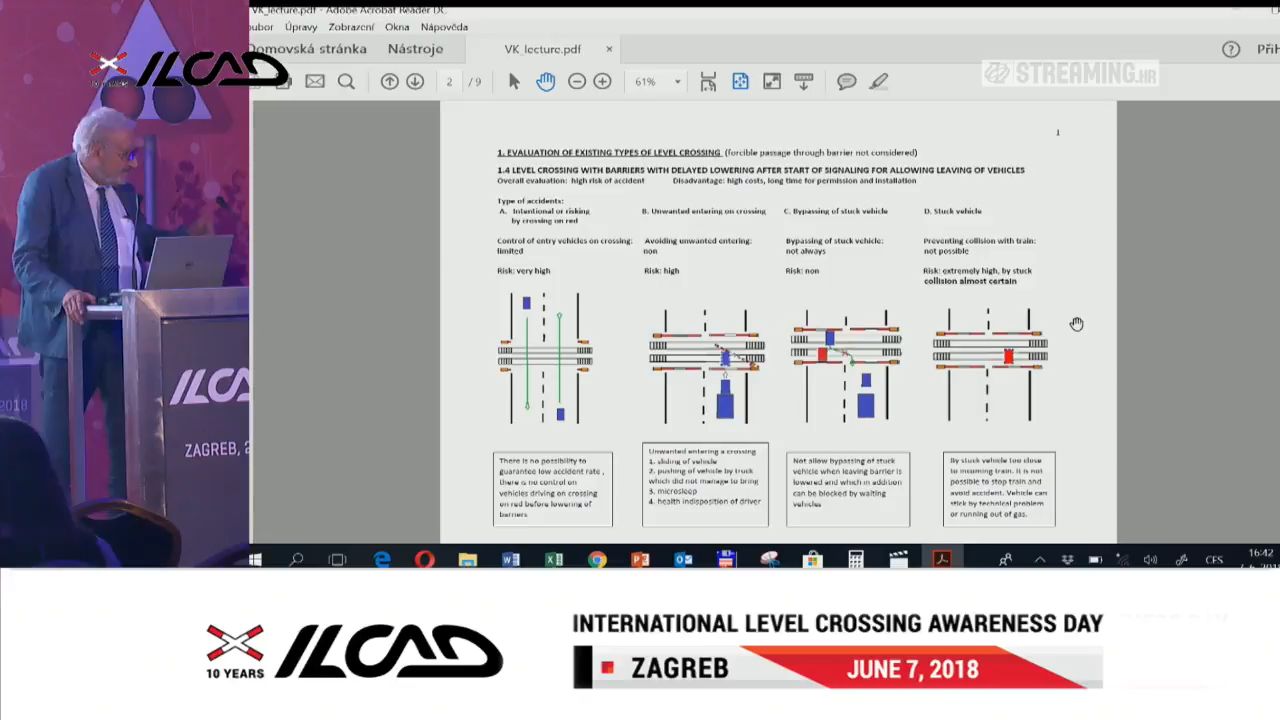 VK_lecture.pdf - Adobe Acrobat Reader DC
Úpravy Zobrazení Okna Nápověda
Domovská stránka Nástroje VK_lecture.pdf × ?
10 YEARS ILCAD
STREAMING.HR
2 / 9 61%
1
1. EVALUATION OF EXISTING TYPES OF LEVEL CROSSING (forcible passage through barrier not considered)
1.4 LEVEL CROSSING WITH BARRIERS WITH DELAYED LOWERING AFTER START OF SIGNALING FOR ALLOWING LEAVING OF VEHICLES
Overall evaluation: high risk of accident Disadvantage: high costs, long time for permission and installation
Type of accidents:
A. Intentional or risking
by crossing on red
Control of entry vehicles on crossing:
limited
Risk: very high
B. Unwanted entering on crossing
Avoiding unwanted entering:
non
Risk: high
C. Bypassing of stuck vehicle
Bypassing of stuck vehicle:
not always
Risk: non
D. Stuck vehicle
Preventing collision with train:
not possible
Risk: extremely high, by stuck
collision almost certain
There is no possibility to
guarantee low accident rate ,
there is no control on
vehicles driving on crossing
on red before lowering of
barriers
Unwanted entering a crossing
1. sliding of vehicle
2. pushing of vehicle by truck
which did not manage to bring
3. microsleep
4. health indisposition of driver
Not allow bypassing of stuck
vehicle when leaving barrier is
lowered and which in addition
can be blocked by waiting
vehicles
By stuck vehicle too close
to incoming train. It is not
possible to stop train and
avoid accident. Vehicle can
stick by technical problem
or running out of gas.
DELL
ILCA
2018
ZAGREB, 2
CES
16:42
10 YEARS
ILCAD
INTERNATIONAL LEVEL CROSSING AWARENESS DAY
ZAGREB JUNE 7, 2018